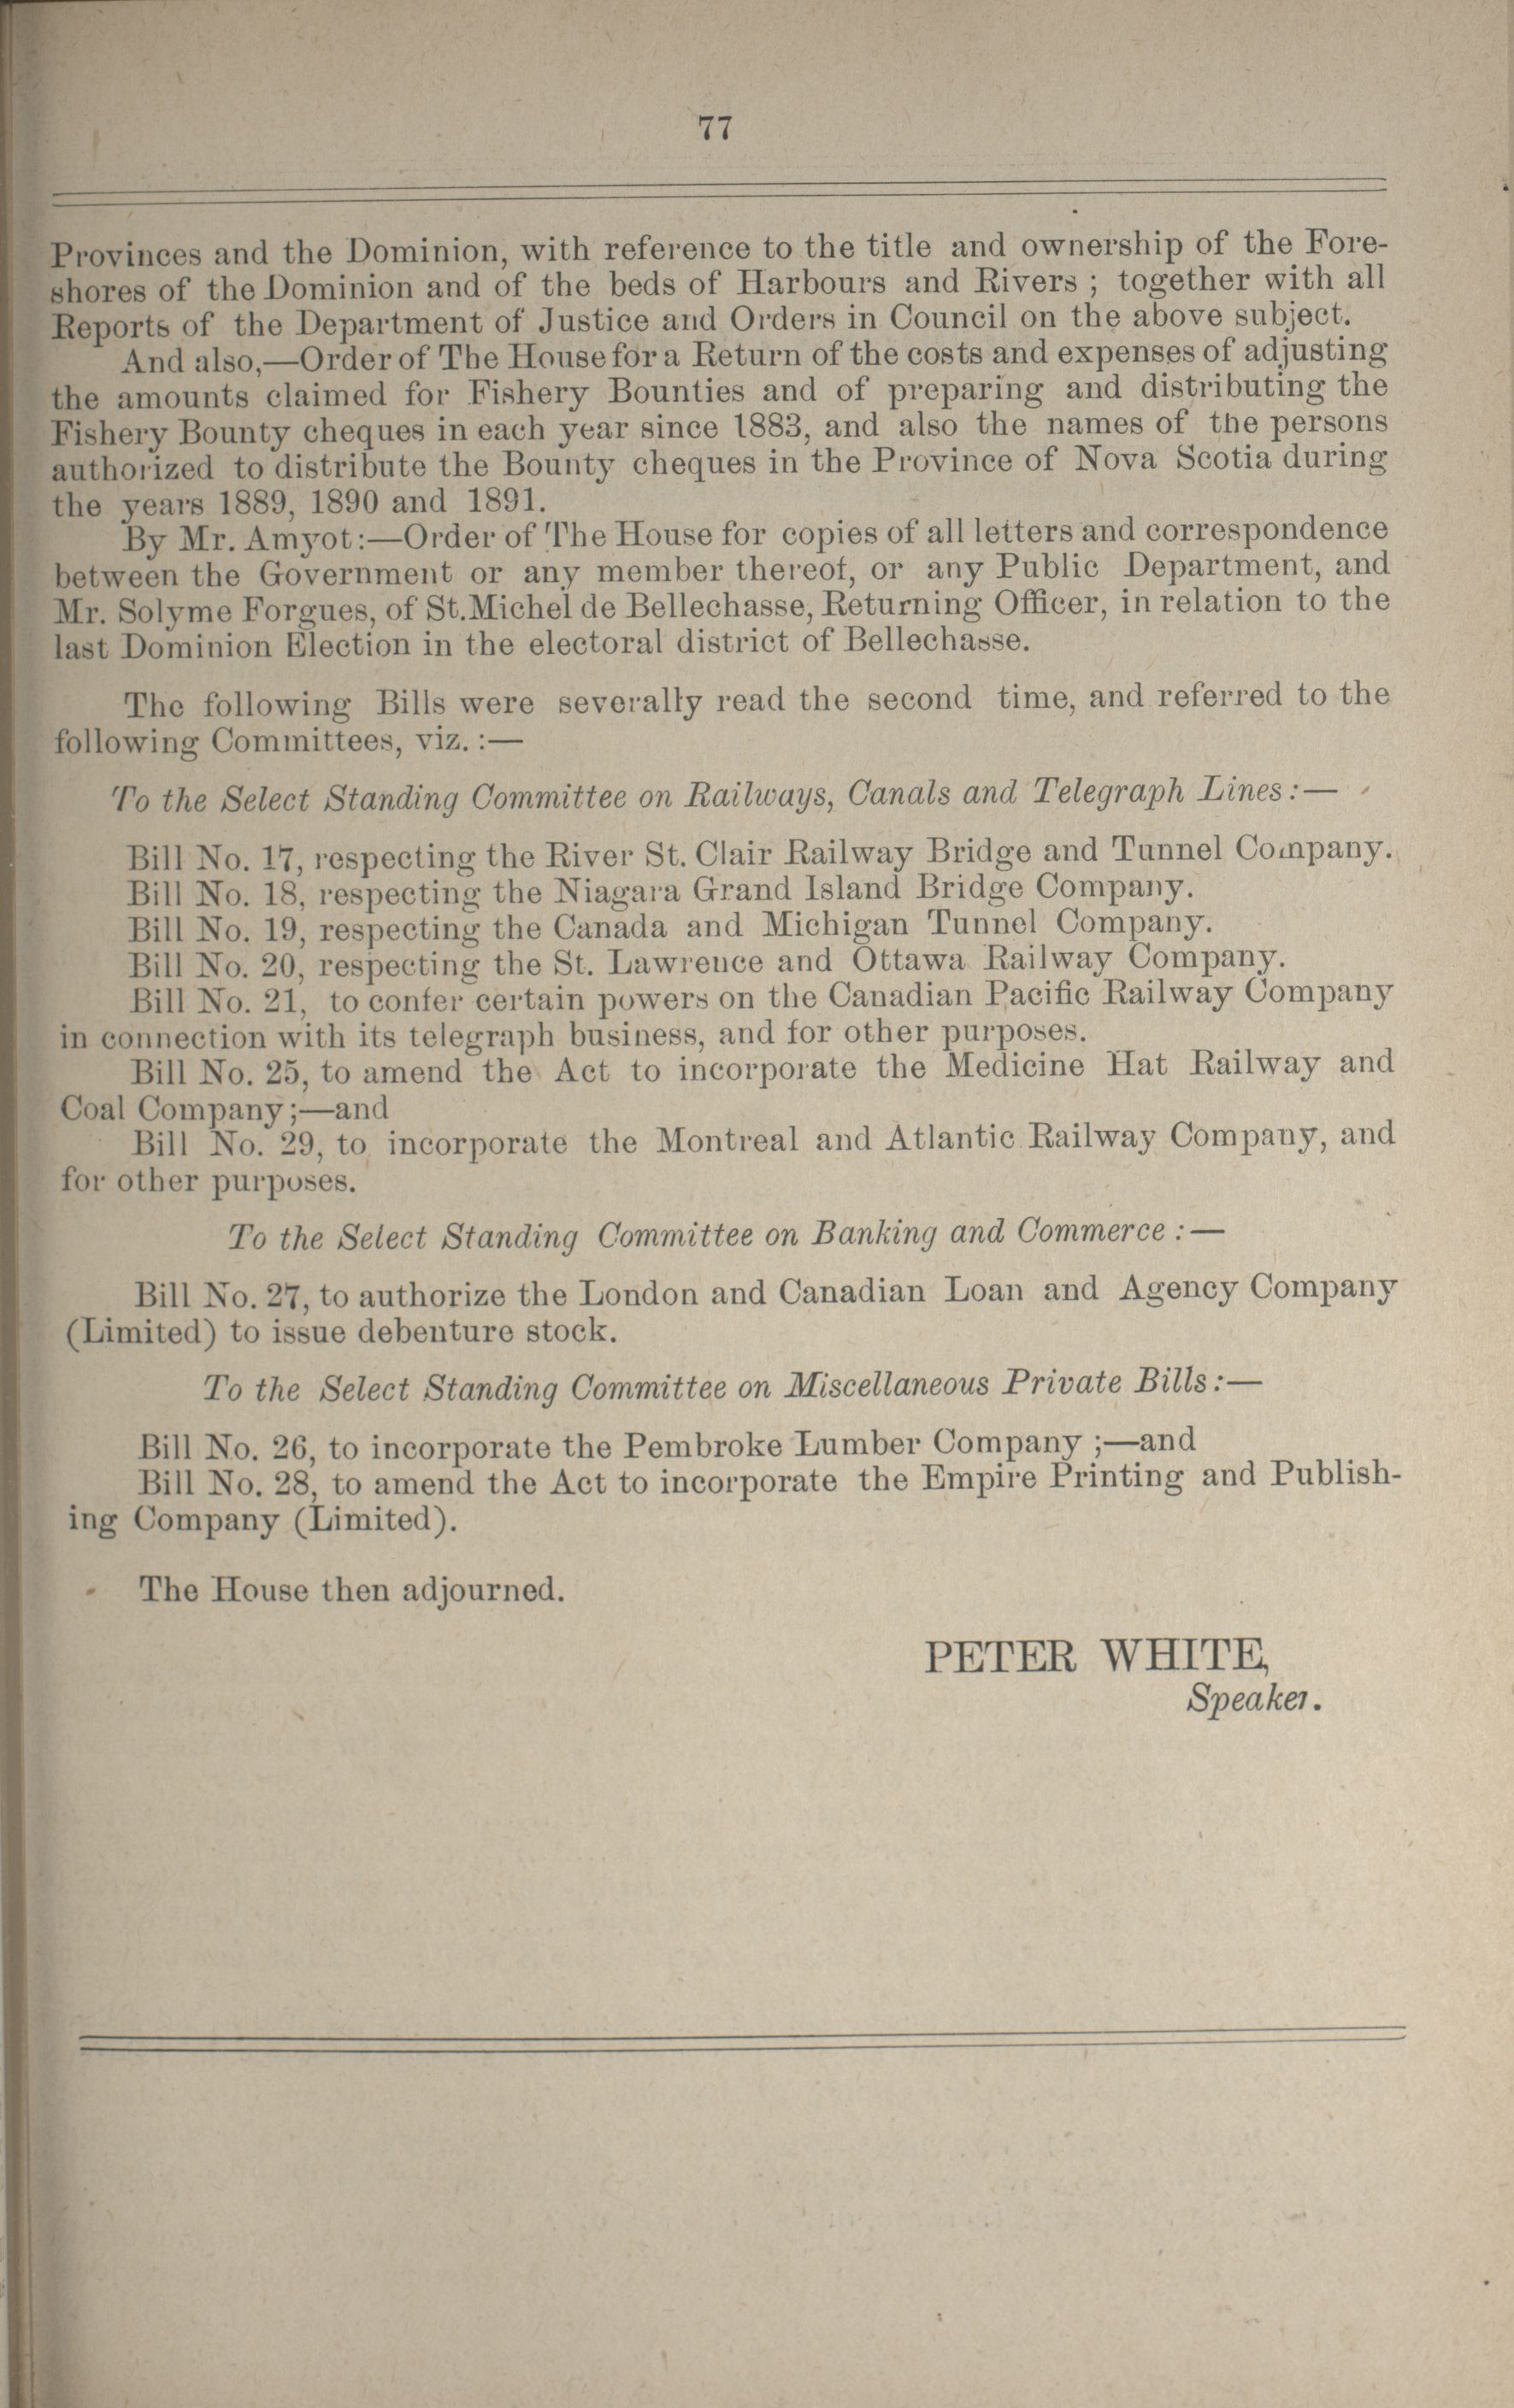 77
Provinces and the Dominion, with reference to the title and ownership of the Fore-
shores of the Dominion and of the beds of Harbours and Rivers ; together with all
Reports of the Department of Justice and Orders in Council on the above subject.
And also,—Order of The House for a Return of the costs and expenses of adjusting
the amounts claimed for Fishery Bounties and of preparing and distributing the
Fishery Bounty cheques in each year since 1883, and also the names of the persons
authorized to distribute the Bounty cheques in the Province of Nova Scotia during
the years 1889, 1890 and 1891.
By Mr. Amyot:—Order of The House for copies of all letters and correspondence
between the Government or any member thereof, or any Public Department, and
Mr. Solyme Forgues, of St. Michel de Bellechasse, Returning Officer, in relation to the
last Dominion Election in the electoral district of Bellechasse.
The following Bills were severally read the second time, and referred to the
following Committees, viz. :—
To the Select Standing Committee on Railways, Canals and Telegraph Lines:—
Bill No. 17, respecting the River St. Clair Railway Bridge and Tunnel Company.
Bill No. 18, respecting the Niagara Grand Island Bridge Company.
Bill No. 19, respecting the Canada and Michigan Tunnel Company.
Bill No. 20, respecting the St. Lawrence and Ottawa Railway Company.
Bill No. 21, to confer certain powers on the Canadian Pacific Railway Company
in connection with its telegraph business, and for other purposes.
Bill No. 25, to amend the Act to incorporate the Medicine Hat Railway and
Coal Company;—and
Bill No. 29, to incorporate the Montreal and Atlantic Railway Company, and
for other purposes.
To the Select Standing Committee on Banking and Commerce :—
Bill No. 27, to authorize the London and Canadian Loan and Agency Company
(Limited) to issue debenture stock.
To the Select Standing Committee on Miscellaneous Private Bills:—
Bill No. 26, to incorporate the Pembroke Lumber Company ;—and
Bill No. 28, to amend the Act to incorporate the Empire Printing and Publish-
ing Company (Limited).
The House then adjourned.
PETER WHITE,
Speaker.